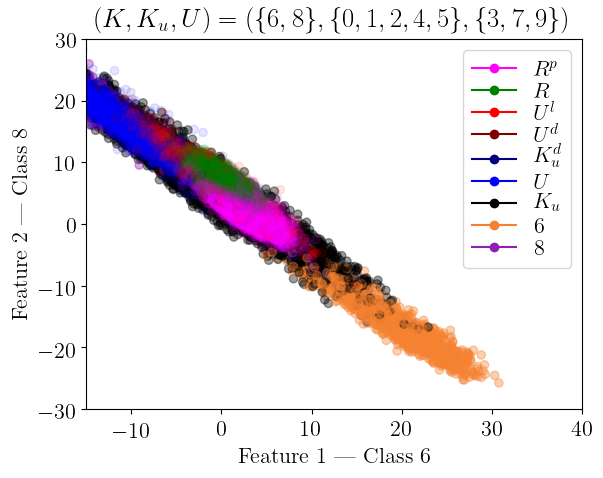 (K, K_u, U) = ({6, 8}, {0, 1, 2, 4, 5}, {3, 7, 9})
30
20
10
0
−10
−20
−30
Feature 2 — Class 8
R^p
R
U^l
U^d
K_u^d
U
K_u
6
8
−10
0
10
20
30
40
Feature 1 — Class 6